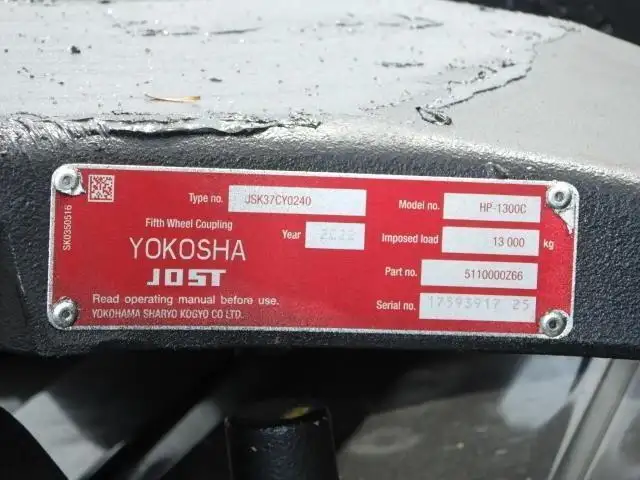 SK0350516
Type no. JSK37CY0240
Model no. HP-1300C
Fifth Wheel Coupling
Year
Imposed load 13 000 kg
YOKOSHA
JOST
Part no. 5110000Z66
Read operating manual before use.
Serial no. 17593917 25
YOKOHAMA SHARYO KOGYO CO LTD.